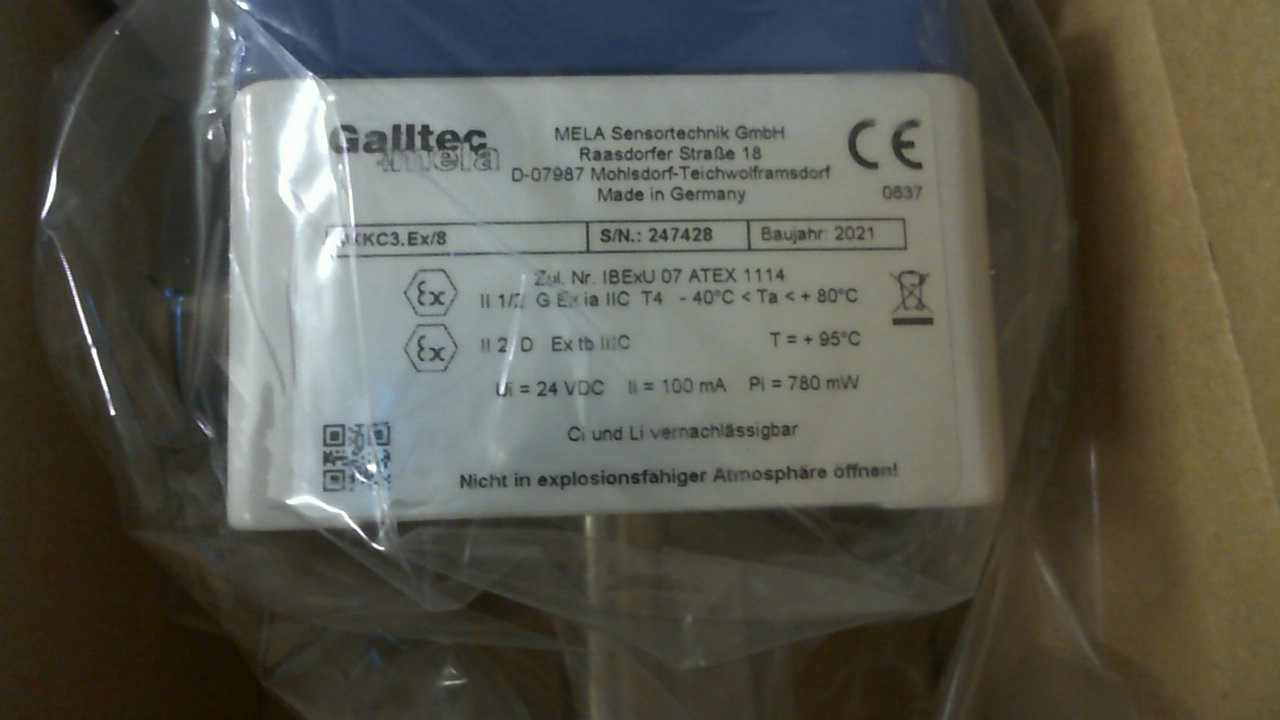 Galltec
+mela
MELA Sensortechnik GmbH
Raasdorfer Straße 18
D-07987 Mohlsdorf-Teichwolframsdorf
Made in Germany
CE
0637
S/N.: 247428
Baujahr: 2021
Zul. Nr. IBExU 07 ATEX 1114
Ex II 1/2 G Ex ia IIC T4 - 40°C < Ta < + 80°C
Ex II 2 D Ex tb IIIC T = + 95°C
Ui = 24 VDC Ii = 100 mA Pi = 780 mW
Ci und Li vernachlässigbar
Nicht in explosionsfähiger Atmosphäre öffnen!